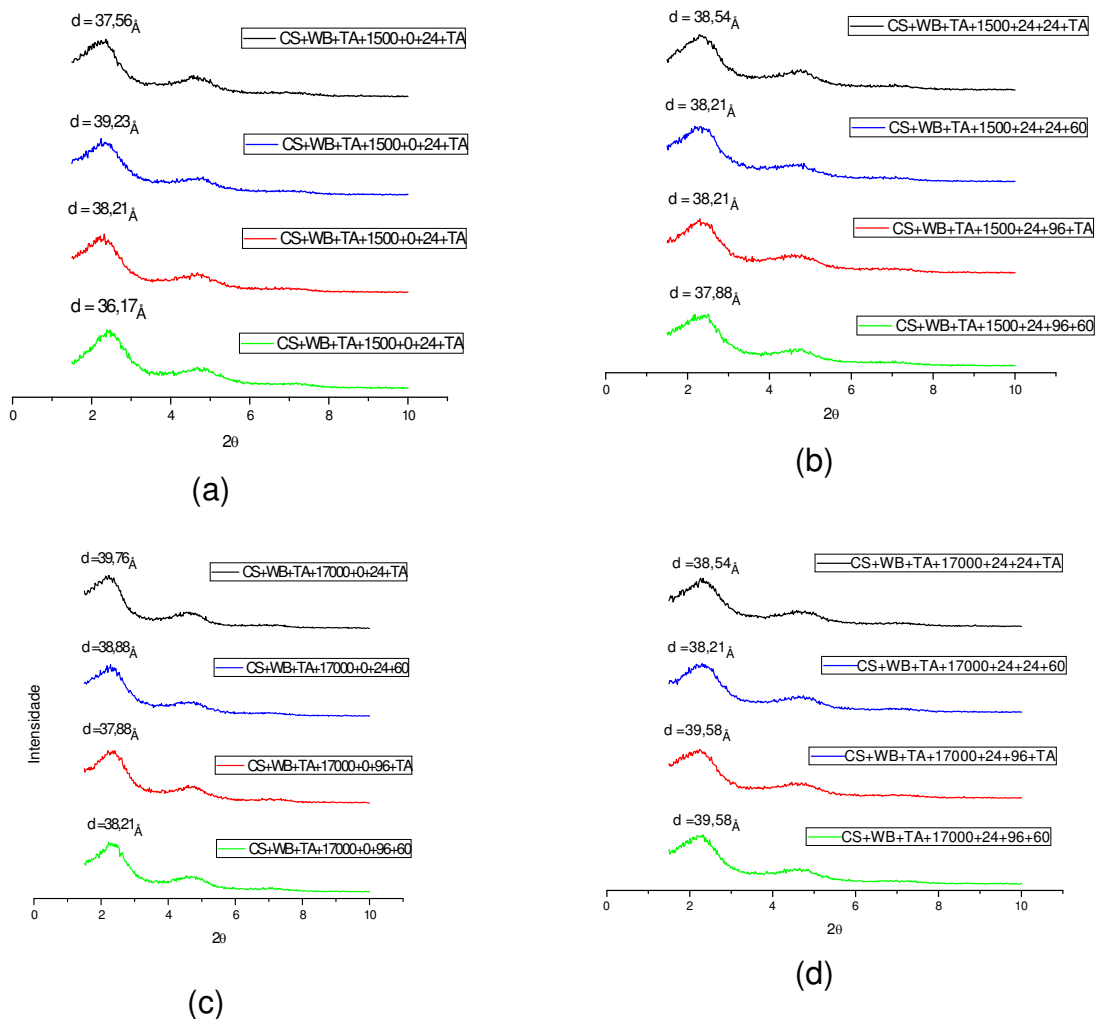 d = 37,56Å
CS+WB+TA+1500+0+24+TA
d = 39,23Å
CS+WB+TA+1500+0+24+TA
d = 38,21Å
CS+WB+TA+1500+0+24+TA
d = 36,17Å
CS+WB+TA+1500+0+24+TA
0 2 4 6 8 10
2θ
(a)
d = 38,54Å
CS+WB+TA+1500+24+24+TA
d = 38,21Å
CS+WB+TA+1500+24+24+60
d = 38,21Å
CS+WB+TA+1500+24+96+TA
d = 37,88Å
CS+WB+TA+1500+24+96+60
0 2 4 6 8 10
2θ
(b)
Intensidade
d =39,76Å
CS+WB+TA+17000+0+24+TA
d=38,88Å
CS+WB+TA+17000+0+24+60
d=37,88Å
CS+WB+TA+17000+0+96+TA
d=38,21Å
CS+WB+TA+17000+0+96+60
0 2 4 6 8 10
2θ
(c)
d =38,54Å
CS+WB+TA+17000+24+24+TA
d =38,21Å
CS+WB+TA+17000+24+24+60
d =39,58Å
CS+WB+TA+17000+24+96+TA
d =39,58Å
CS+WB+TA+17000+24+96+60
0 2 4 6 8 10
2θ
(d)